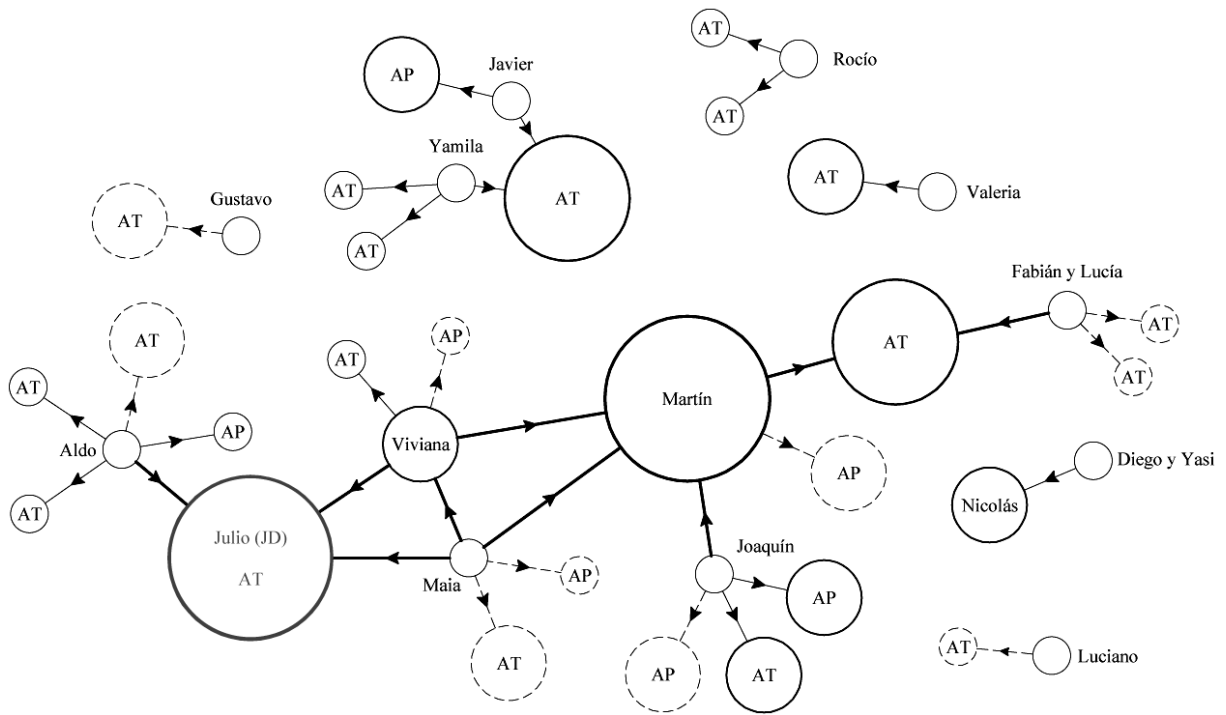 AT
Rocío
AT
Javier
AP
Yamila
AT
AT
AT
AT
Valeria
Gustavo
AT
Fabián y Lucía
AT
AT
AT
AT
AP
AT
AT
Martín
AT
Aldo
AP
Viviana
AP
Diego y Yasi
AT
Nicolás
Julio (JD)
AT
Joaquín
Maia
AP
AP
AT
AP
AT
AT
Luciano